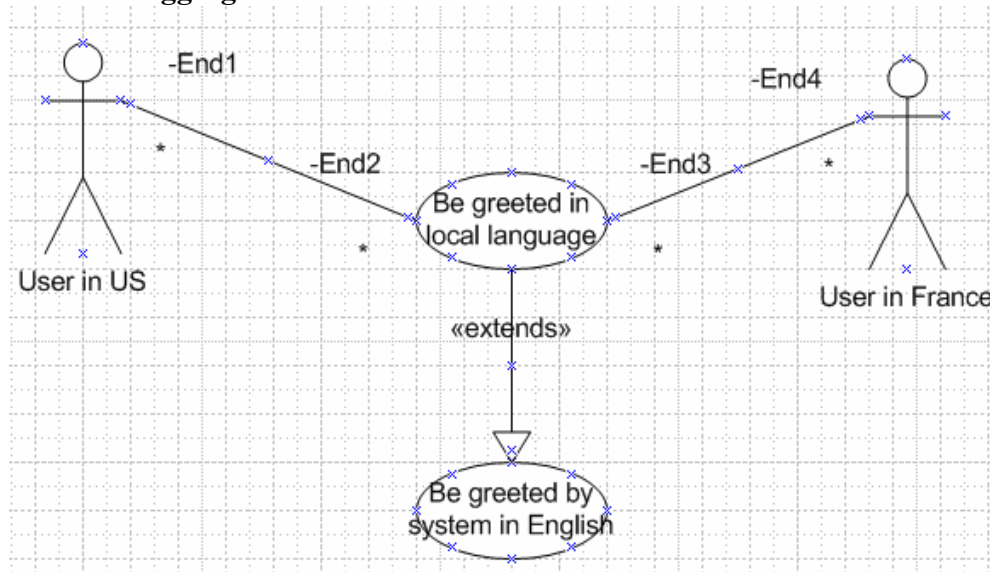 -End1
-End4
*
-End2
-End3
*
Be greeted in
local language
*
*
User in US
User in France
«extends»
Be greeted by
system in English